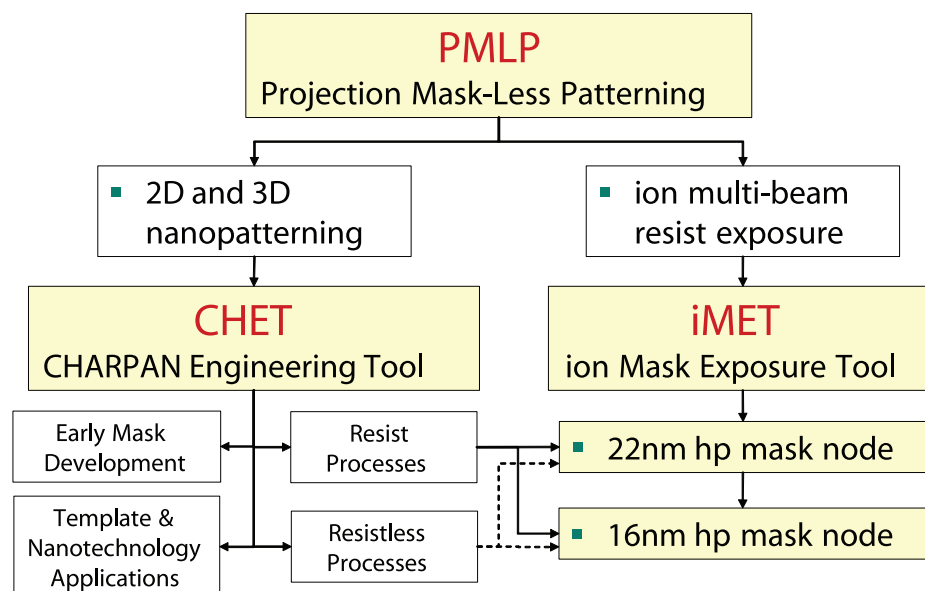 PMLP
Projection Mask-Less Patterning
2D and 3D
nanopatterning
ion multi-beam
resist exposure
CHET
CHARPAN Engineering Tool
iMET
ion Mask Exposure Tool
Early Mask
Development
Resist
Processes
22nm hp mask node
Template &
Nanotechnology
Applications
Resistless
Processes
16nm hp mask node